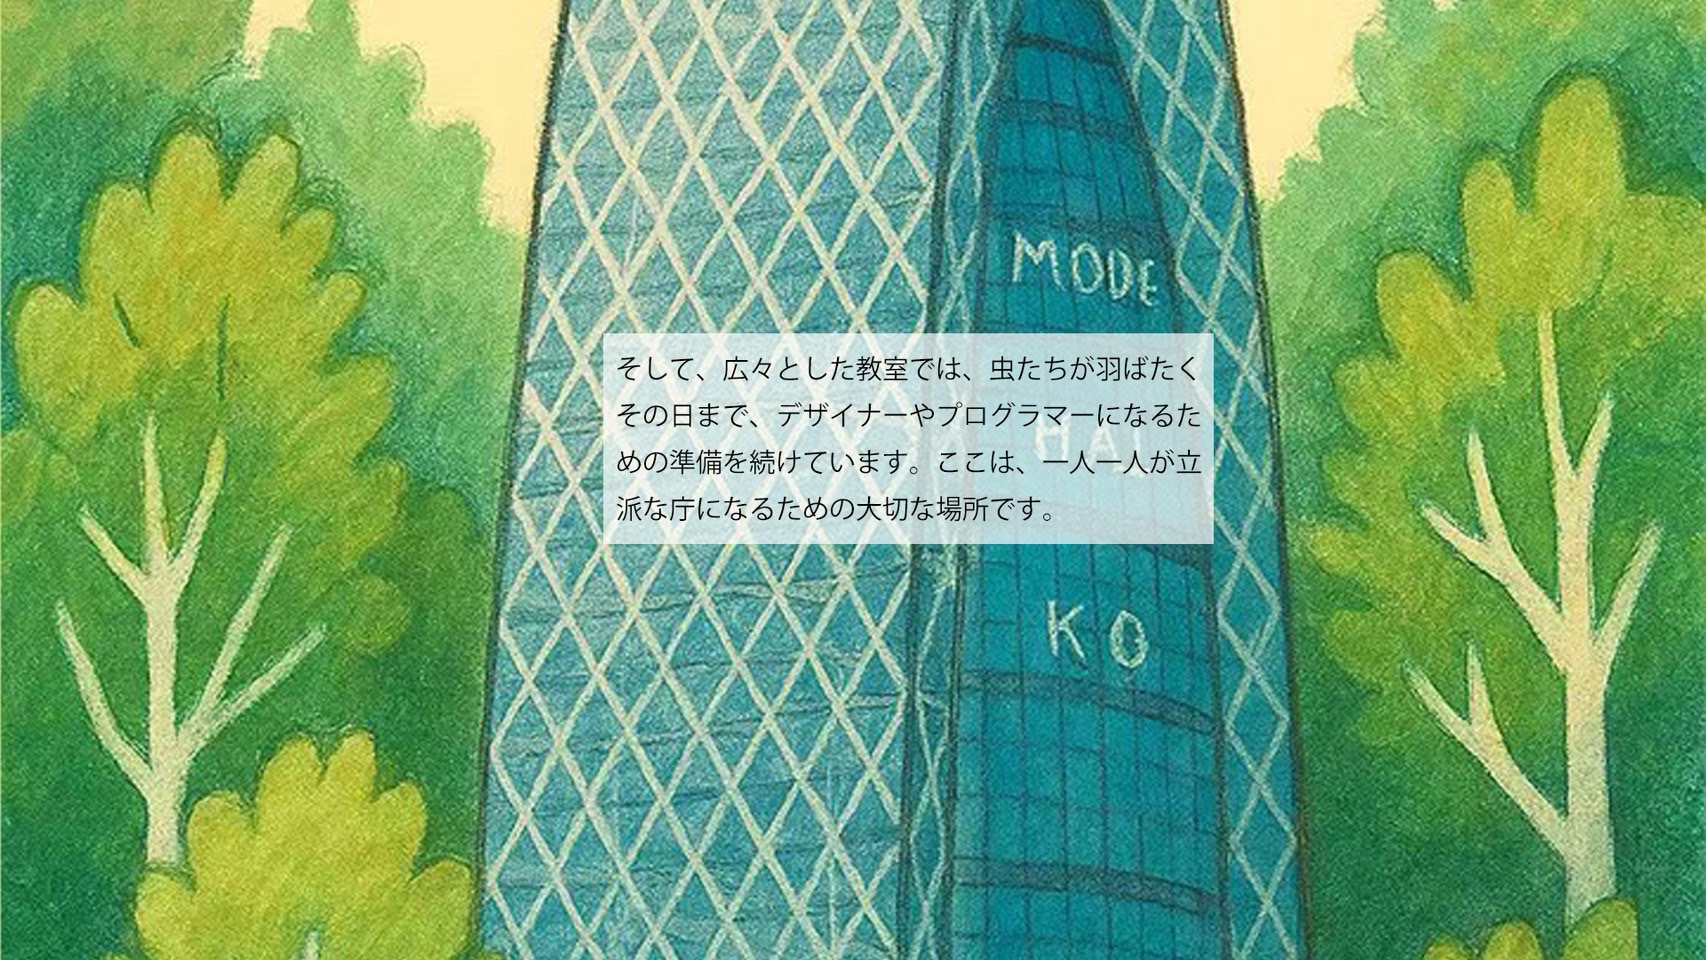 MODE
そして、広々とした教室では、虫たちが羽ばたく
その日まで、デザイナーやプログラマーになるた
めの準備を続けています。ここは、一人一人が立
派な庁になるための大切な場所です。
HAL
KO